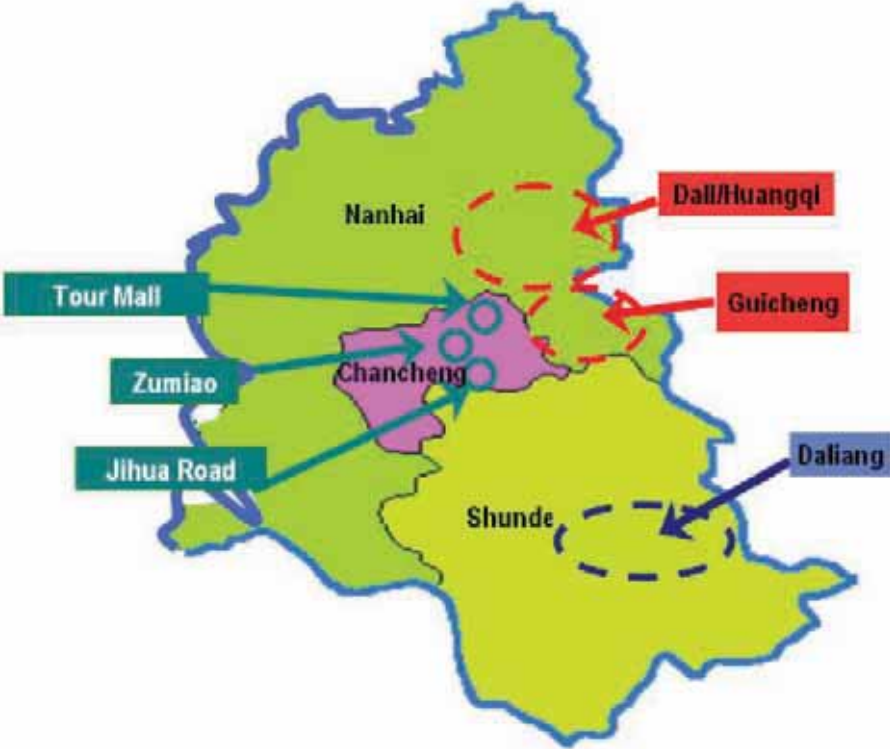 Nanhai
Dali/Huangqi
Tour Mall
Guicheng
Zumiao
Chancheng
Jihua Road
Daliang
Shunde